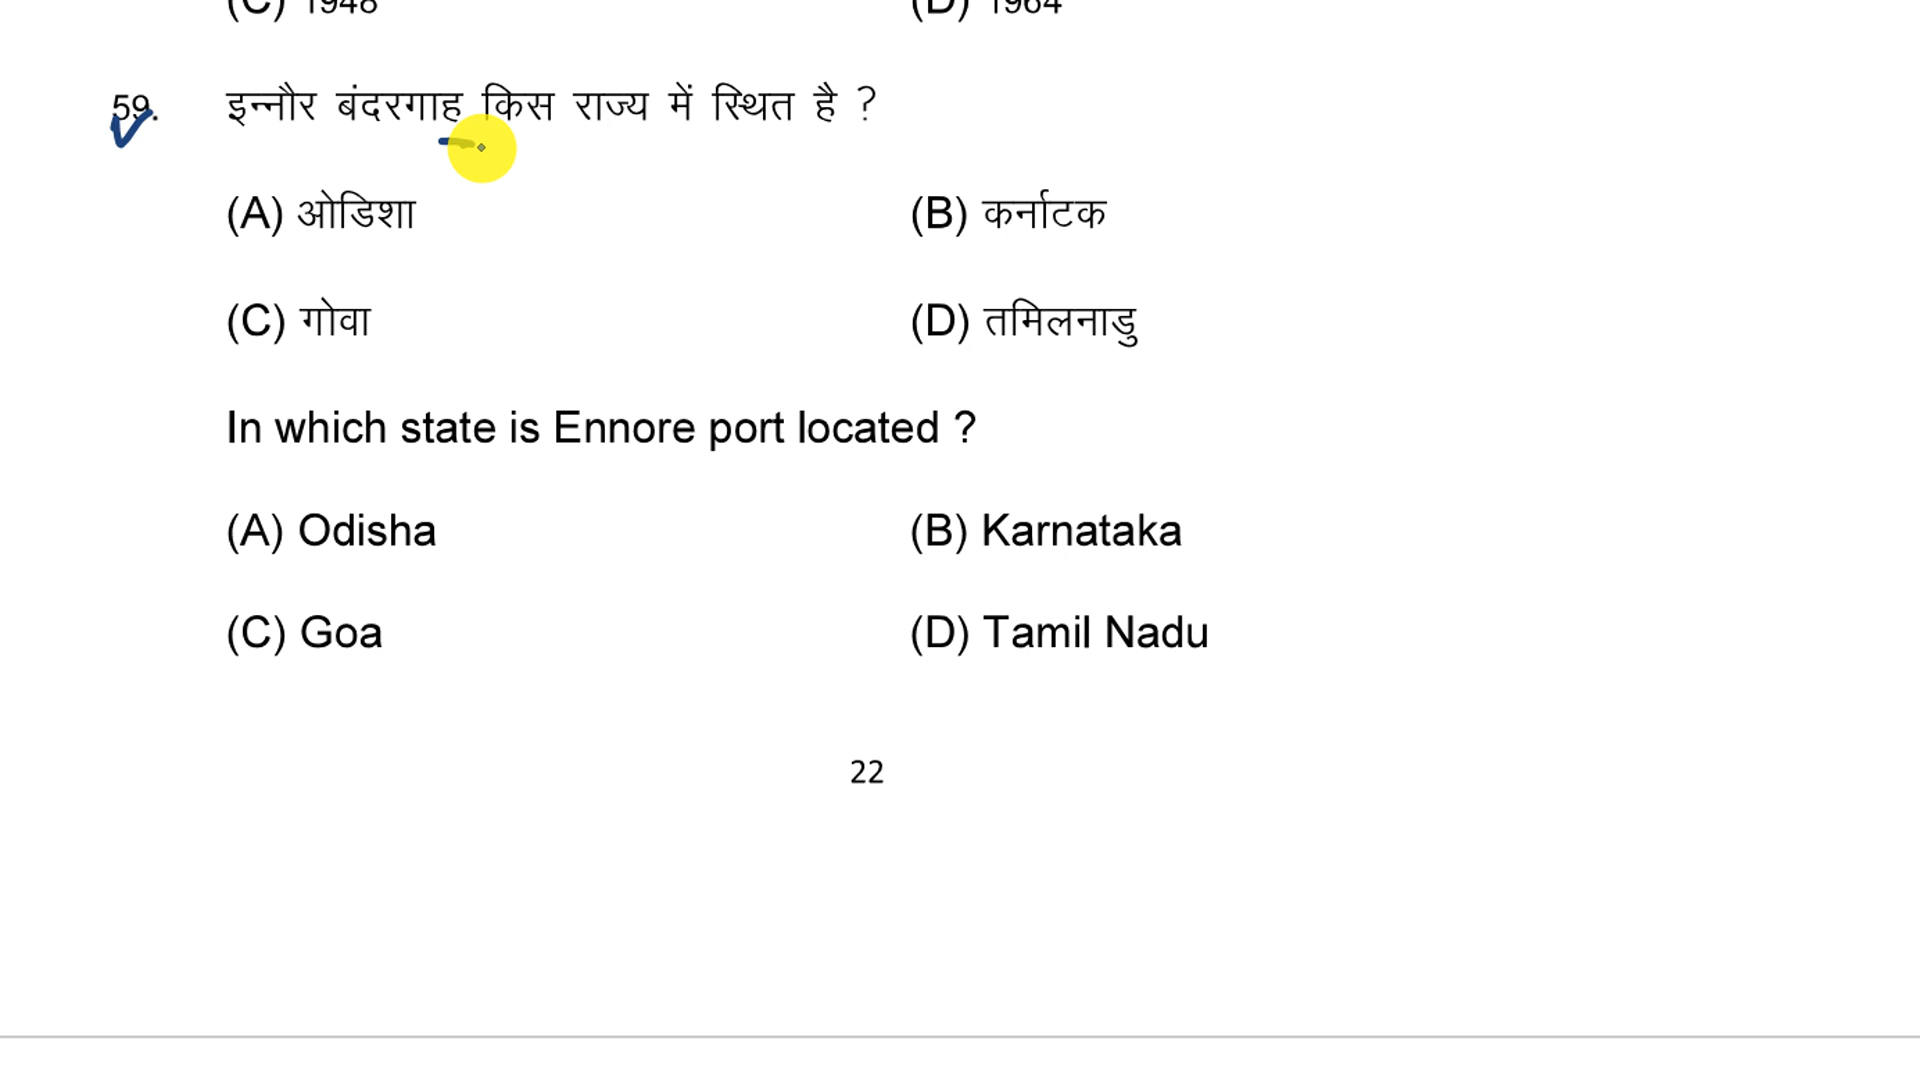 (C) 1948 (D) 1964
59. इन्नौर बंदरगाह किस राज्य में स्थित है ?
(A) ओडिशा (B) कर्नाटक
(C) गोवा (D) तमिलनाडु
In which state is Ennore port located ?
(A) Odisha (B) Karnataka
(C) Goa (D) Tamil Nadu
22